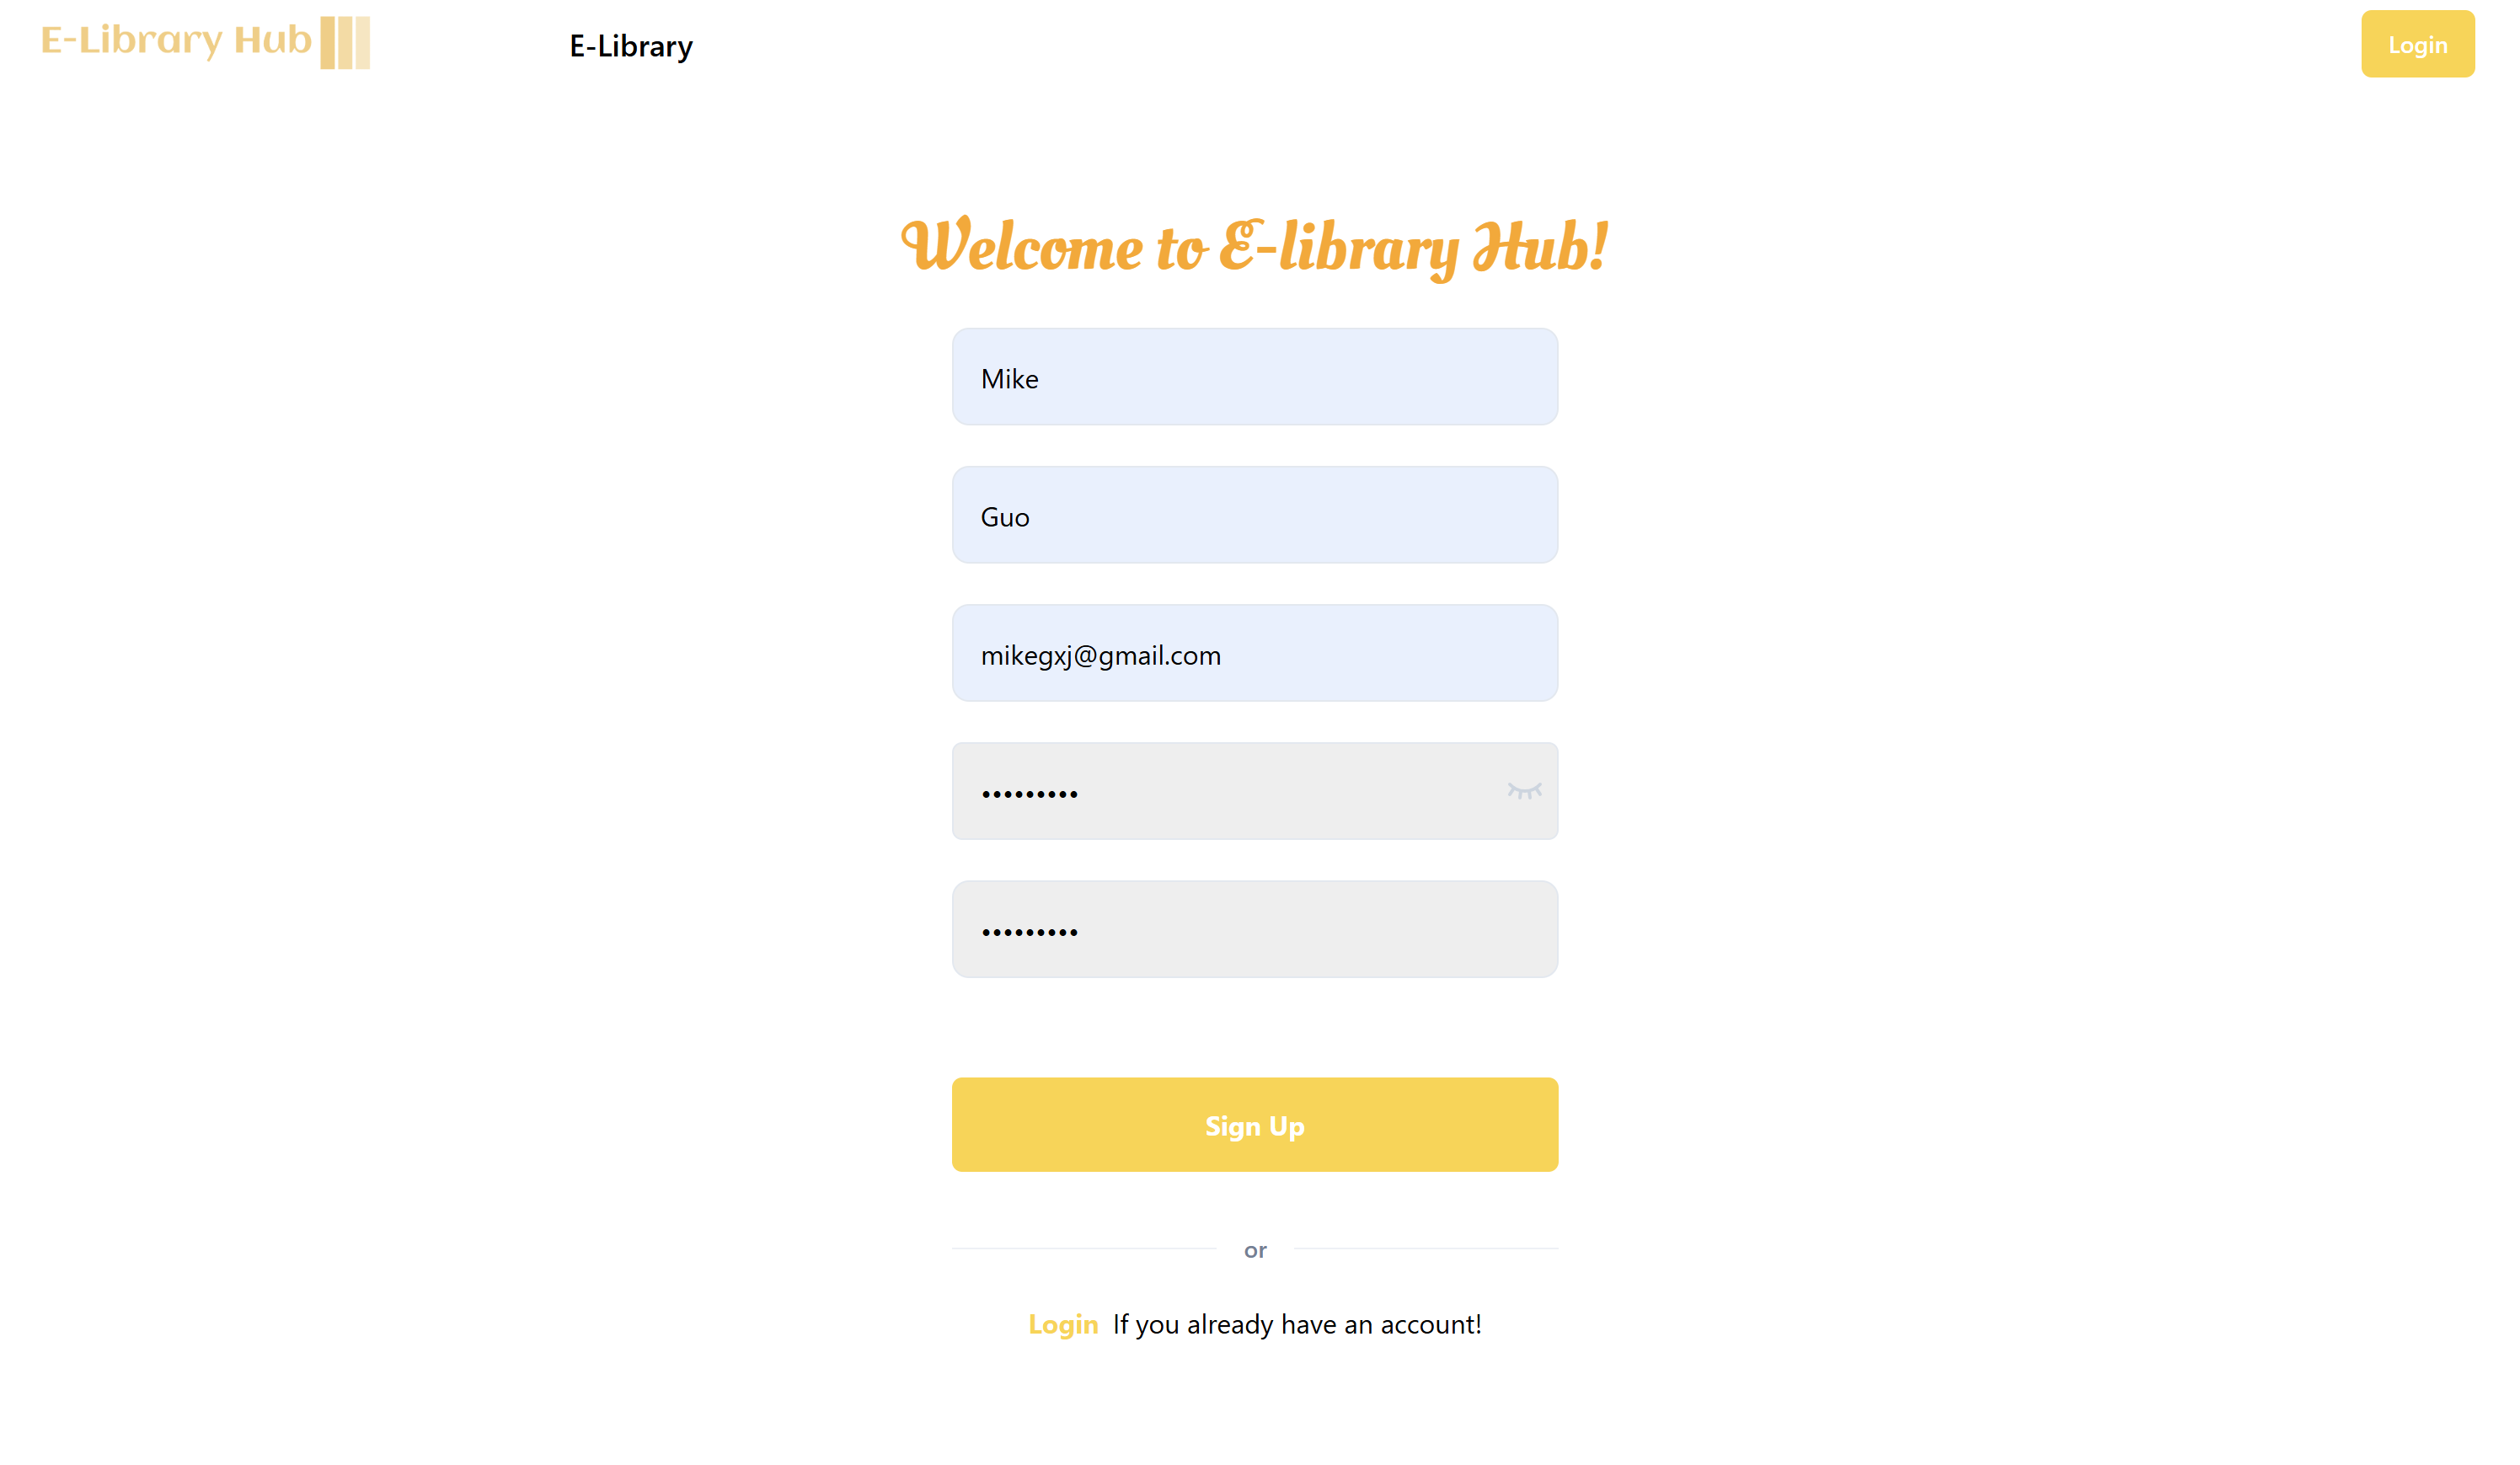 E-Library Hub
E-Library
Login
Welcome to E-library Hub!
Mike
Guo
mikegxj@gmail.com
•••••••••
•••••••••
Sign Up
or
Login If you already have an account!